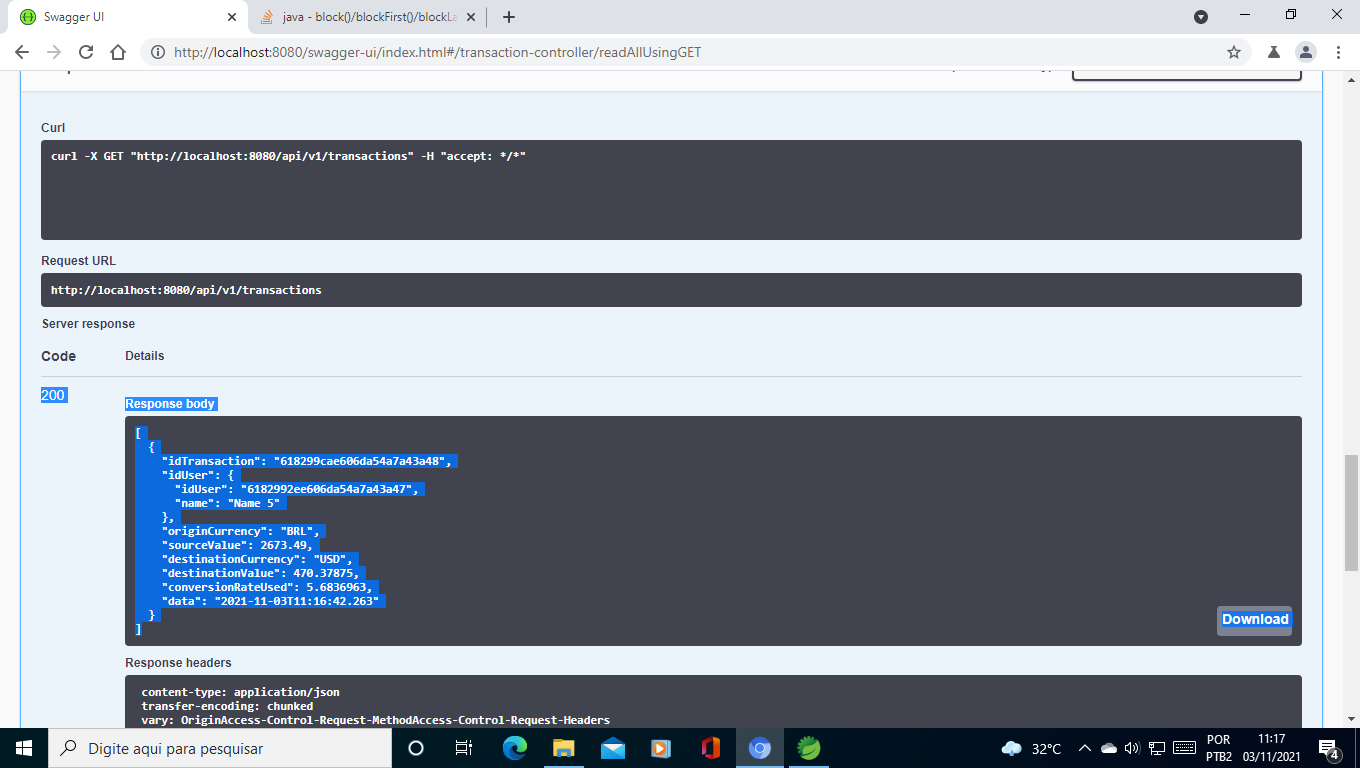 Swagger UI
java - block()/blockFirst()/blockLa
http://localhost:8080/swagger-ui/index.html#/transaction-controller/readAllUsingGET
Curl
curl -X GET "http://localhost:8080/api/v1/transactions" -H "accept: */*"
Request URL
http://localhost:8080/api/v1/transactions
Server response
Code Details
200
Response body
[
{
"idTransaction": "618299cae606da54a7a43a48",
"idUser": {
"idUser": "6182992ee606da54a7a43a47",
"name": "Name 5"
},
"originCurrency": "BRL",
"sourceValue": 2673.49,
"destinationCurrency": "USD",
"destinationValue": 470.37875,
"conversionRateUsed": 5.6836963,
"data": "2021-11-03T11:16:42.263"
}
]
Download
Response headers
content-type: application/json
transfer-encoding: chunked
vary: OriginAccess-Control-Request-MethodAccess-Control-Request-Headers
Digite aqui para pesquisar
32°C
POR
PTB2
11:17
03/11/2021
4